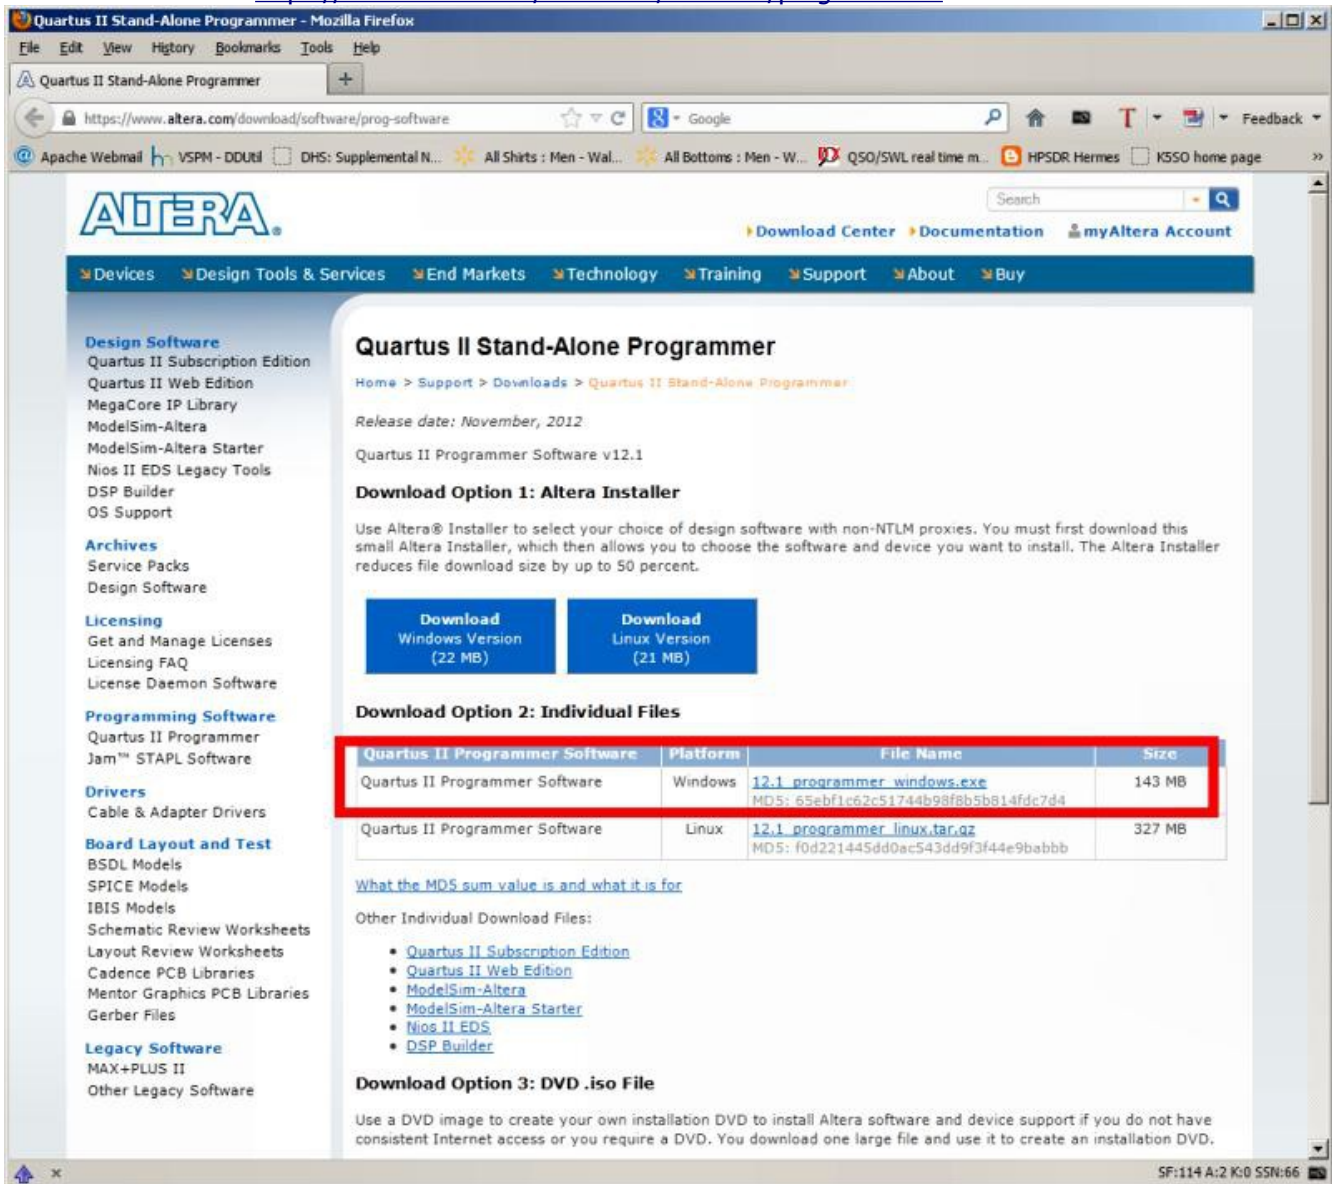 Quartus II Stand-Alone Programmer - Mozilla Firefox
File Edit View History Bookmarks Tools Help
Quartus II Stand-Alone Programmer +
https://www.altera.com/download/software/prog-software
Google
Feedback
Apache Webmail VSPM - DDUtil DHS: Supplemental N... All Shirts : Men - Wal... All Bottoms : Men - W... QSO/SWL real time m... HPSDR Hermes K5SO home page »
ALTERA®
Search
Download Center Documentation myAltera Account
Devices Design Tools & Services End Markets Technology Training Support About Buy
Design Software
Quartus II Subscription Edition
Quartus II Web Edition
MegaCore IP Library
ModelSim-Altera
ModelSim-Altera Starter
Nios II EDS Legacy Tools
DSP Builder
OS Support
Archives
Service Packs
Design Software
Licensing
Get and Manage Licenses
Licensing FAQ
License Daemon Software
Programming Software
Quartus II Programmer
Jam™ STAPL Software
Drivers
Cable & Adapter Drivers
Board Layout and Test
BSDL Models
SPICE Models
IBIS Models
Schematic Review Worksheets
Layout Review Worksheets
Cadence PCB Libraries
Mentor Graphics PCB Libraries
Gerber Files
Legacy Software
MAX+PLUS II
Other Legacy Software
Quartus II Stand-Alone Programmer
Home > Support > Downloads > Quartus II Stand-Alone Programmer
Release date: November, 2012
Quartus II Programmer Software v12.1
Download Option 1: Altera Installer
Use Altera® Installer to select your choice of design software with non-NTLM proxies. You must first download this
small Altera Installer, which then allows you to choose the software and device you want to install. The Altera Installer
reduces file download size by up to 50 percent.
Download
Windows Version
(22 MB)
Download
Linux Version
(21 MB)
Download Option 2: Individual Files
Quartus II Programmer Software Platform File Name Size
Quartus II Programmer Software Windows 12.1_programmer_windows.exe 143 MB
MD5: 65ebf1c62c51744b98f8b5b814fdc7d4
Quartus II Programmer Software Linux 12.1_programmer_linux.tar.gz 327 MB
MD5: f0d221445dd0ac543dd9f3f44e9babbb
What the MD5 sum value is and what it is for
Other Individual Download Files:
• Quartus II Subscription Edition
• Quartus II Web Edition
• ModelSim-Altera
• ModelSim-Altera Starter
• Nios II EDS
• DSP Builder
Download Option 3: DVD .iso File
Use a DVD image to create your own installation DVD to install Altera software and device support if you do not have
consistent Internet access or you require a DVD. You download one large file and use it to create an installation DVD.
SF:114 A:2 K:0 SSN:66